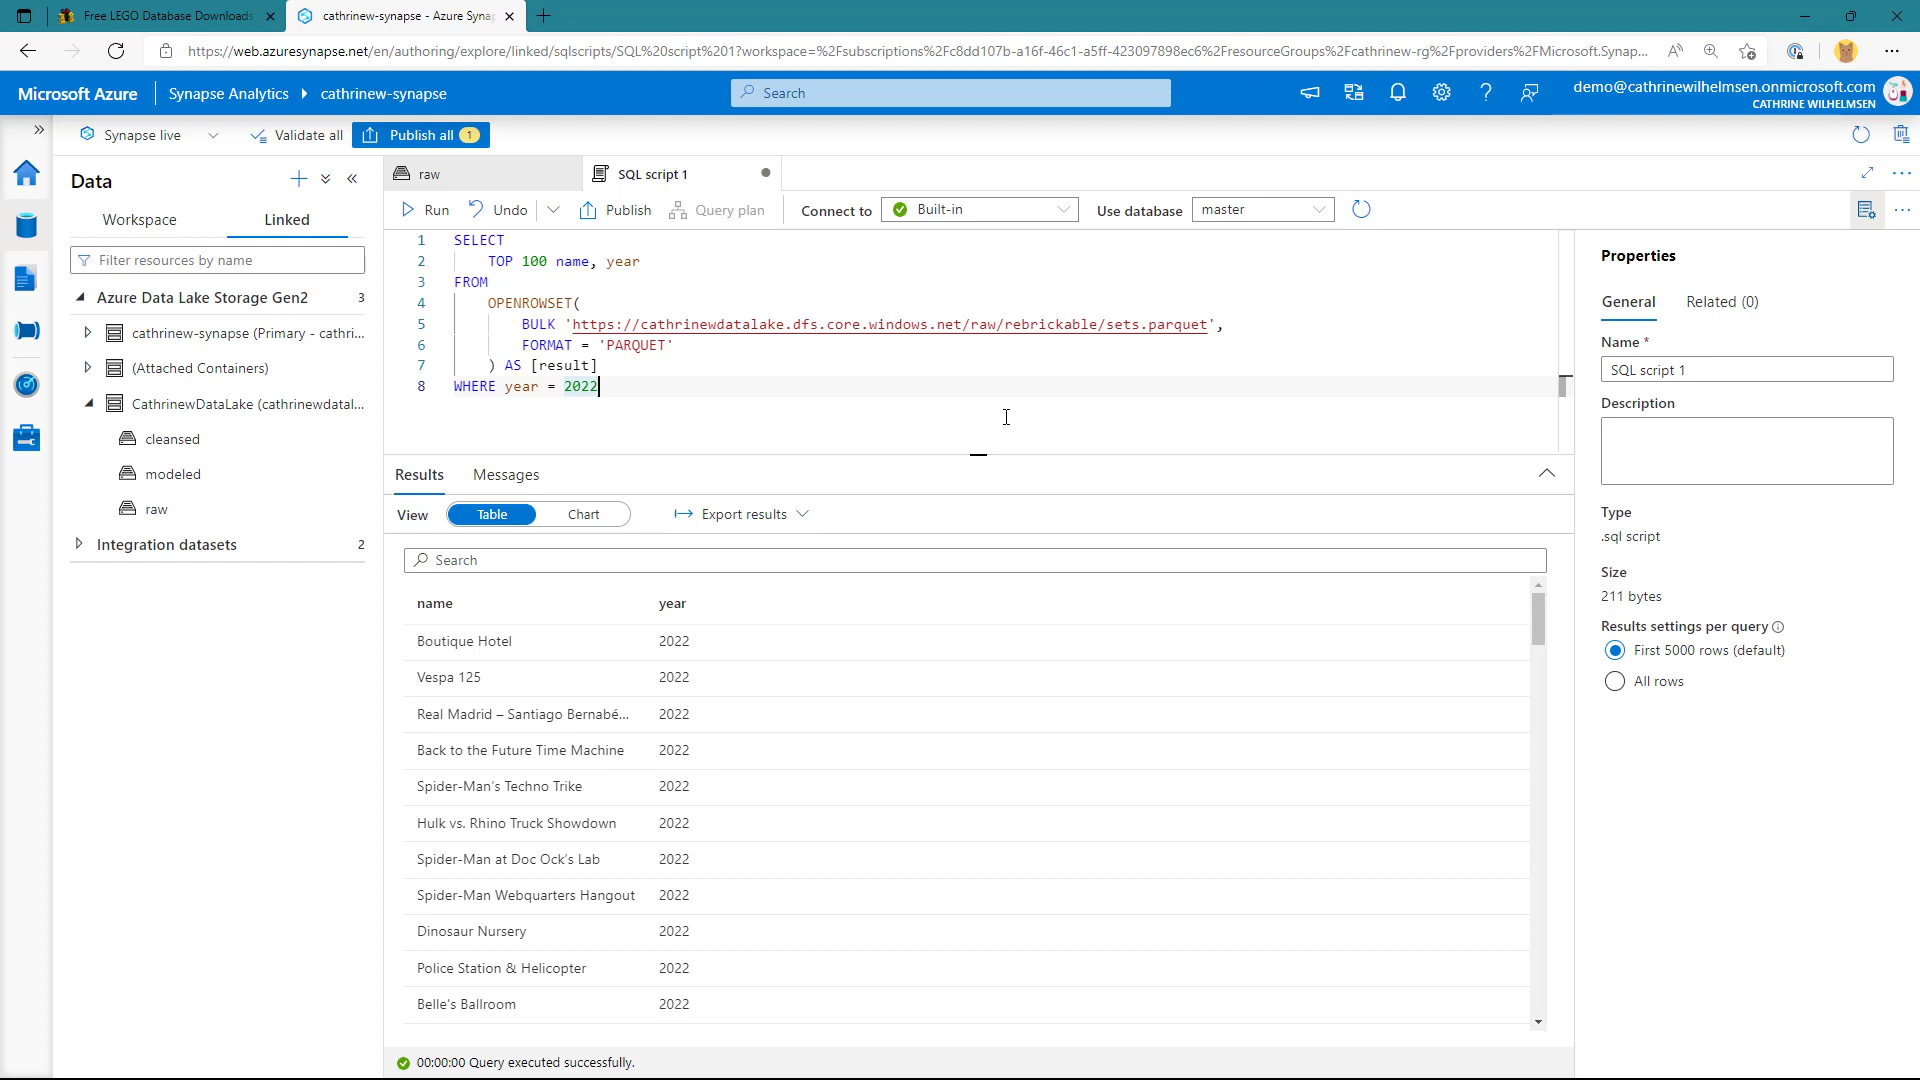 Free LEGO Database Downloads
cathrinew-synapse - Azure Syna
https://web.azuresynapse.net/en/authoring/explore/linked/sqlscripts/SQL%20script%201?workspace=%2Fsubscriptions%2Fc8dd107b-a16f-46c1-a5ff-423097898ec6%2FresourceGroups%2Fcathrinew-rg%2Fproviders%2FMicrosoft.Synap...
Microsoft Azure
Synapse Analytics
cathrinew-synapse
Search
demo@cathrinewilhelmsen.onmicrosoft.com
CATHRINE WILHELMSEN
Synapse live
Validate all
Publish all 1
Data
Workspace
Linked
Filter resources by name
Azure Data Lake Storage Gen2 3
cathrinew-synapse (Primary - cathri...
(Attached Containers)
CathrinewDataLake (cathrinewdatal...
cleansed
modeled
raw
Integration datasets 2
raw
SQL script 1
Run
Undo
Publish
Query plan
Connect to
Built-in
Use database
master
1 SELECT
2 TOP 100 name, year
3 FROM
4 OPENROWSET(
5 BULK 'https://cathrinewdatalake.dfs.core.windows.net/raw/rebrickable/sets.parquet',
6 FORMAT = 'PARQUET'
7 ) AS [result]
8 WHERE year = 2022
Results
Messages
View
Table
Chart
Export results
Search
name year
Boutique Hotel 2022
Vespa 125 2022
Real Madrid – Santiago Bernabé... 2022
Back to the Future Time Machine 2022
Spider-Man’s Techno Trike 2022
Hulk vs. Rhino Truck Showdown 2022
Spider-Man at Doc Ock’s Lab 2022
Spider-Man Webquarters Hangout 2022
Dinosaur Nursery 2022
Police Station & Helicopter 2022
Belle's Ballroom 2022
00:00:00 Query executed successfully.
Properties
General
Related (0)
Name *
SQL script 1
Description
Type
.sql script
Size
211 bytes
Results settings per query
First 5000 rows (default)
All rows